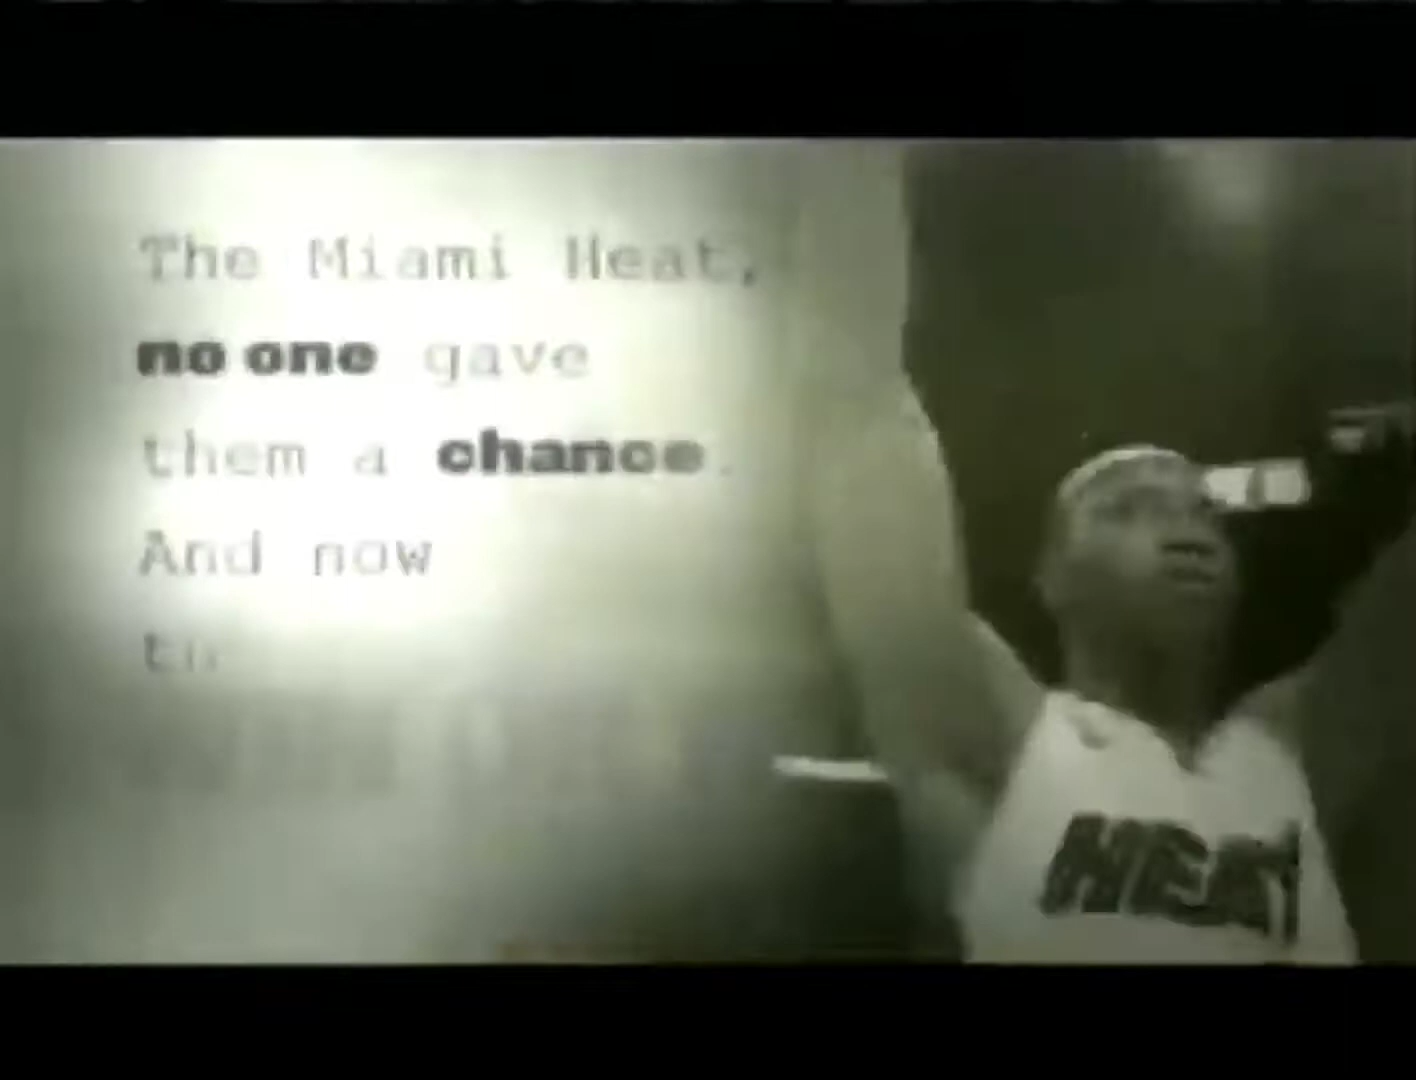 The Miami Heat,
no one gave
them a chance.
And now
HEAT